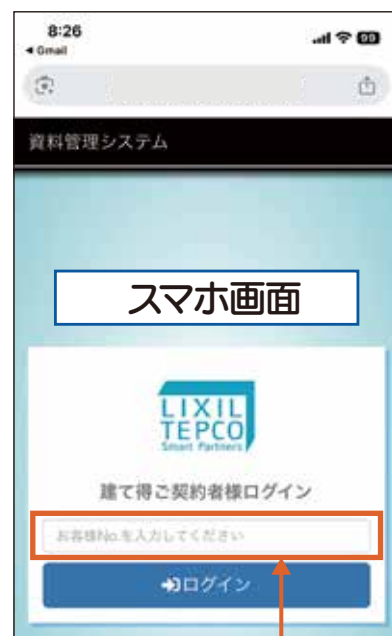 8:26
99
◀ Gmail
資料管理システム
スマホ画面
LIXIL
TEPCO
Smart Partners
建て得ご契約者様ログイン
お客様No.を入力してください
ログイン